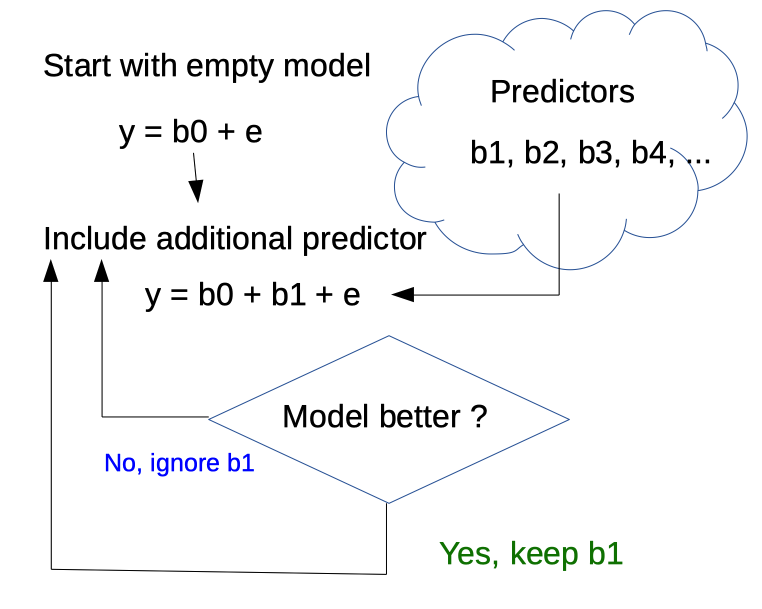 Start with empty model
y = b0 + e
Predictors
b1, b2, b3, b4, ...
Include additional predictor
y = b0 + b1 + e
Model better ?
No, ignore b1
Yes, keep b1